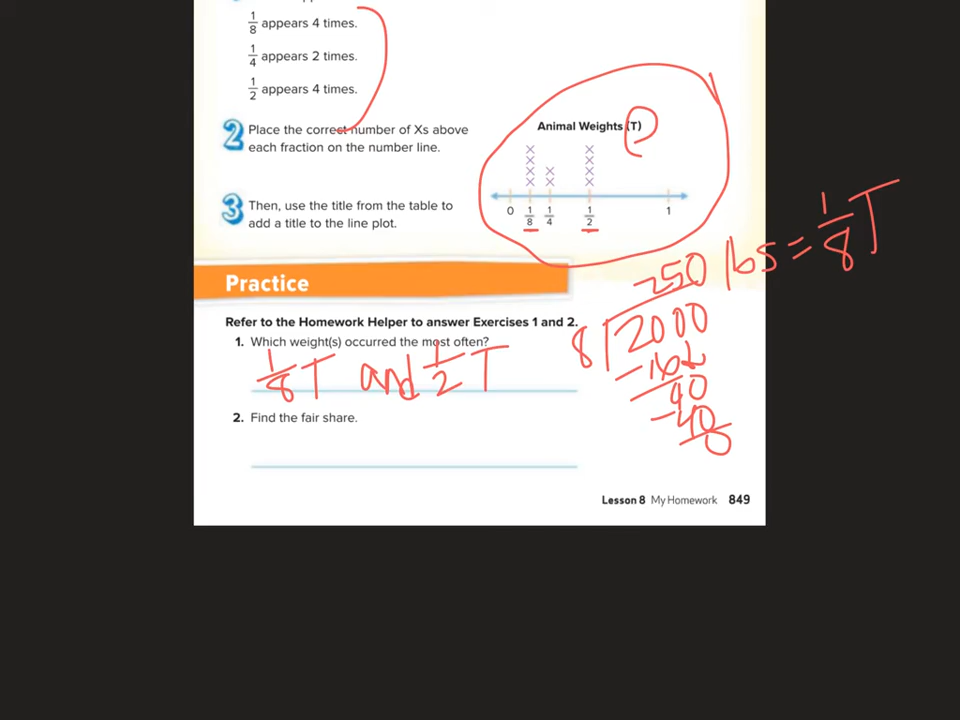 1/8 appears 4 times.
1/4 appears 2 times.
1/2 appears 4 times.
2 Place the correct number of Xs above
each fraction on the number line.
3 Then, use the title from the table to
add a title to the line plot.
Animal Weights (T)
0 1/8 1/4 1/2 1
Practice
Refer to the Homework Helper to answer Exercises 1 and 2.
1. Which weight(s) occurred the most often?
1/8 T and 1/2 T
2. Find the fair share.
250 lbs = 1/8 T
8 2000
-16
40
-40
0
Lesson 8 My Homework 849